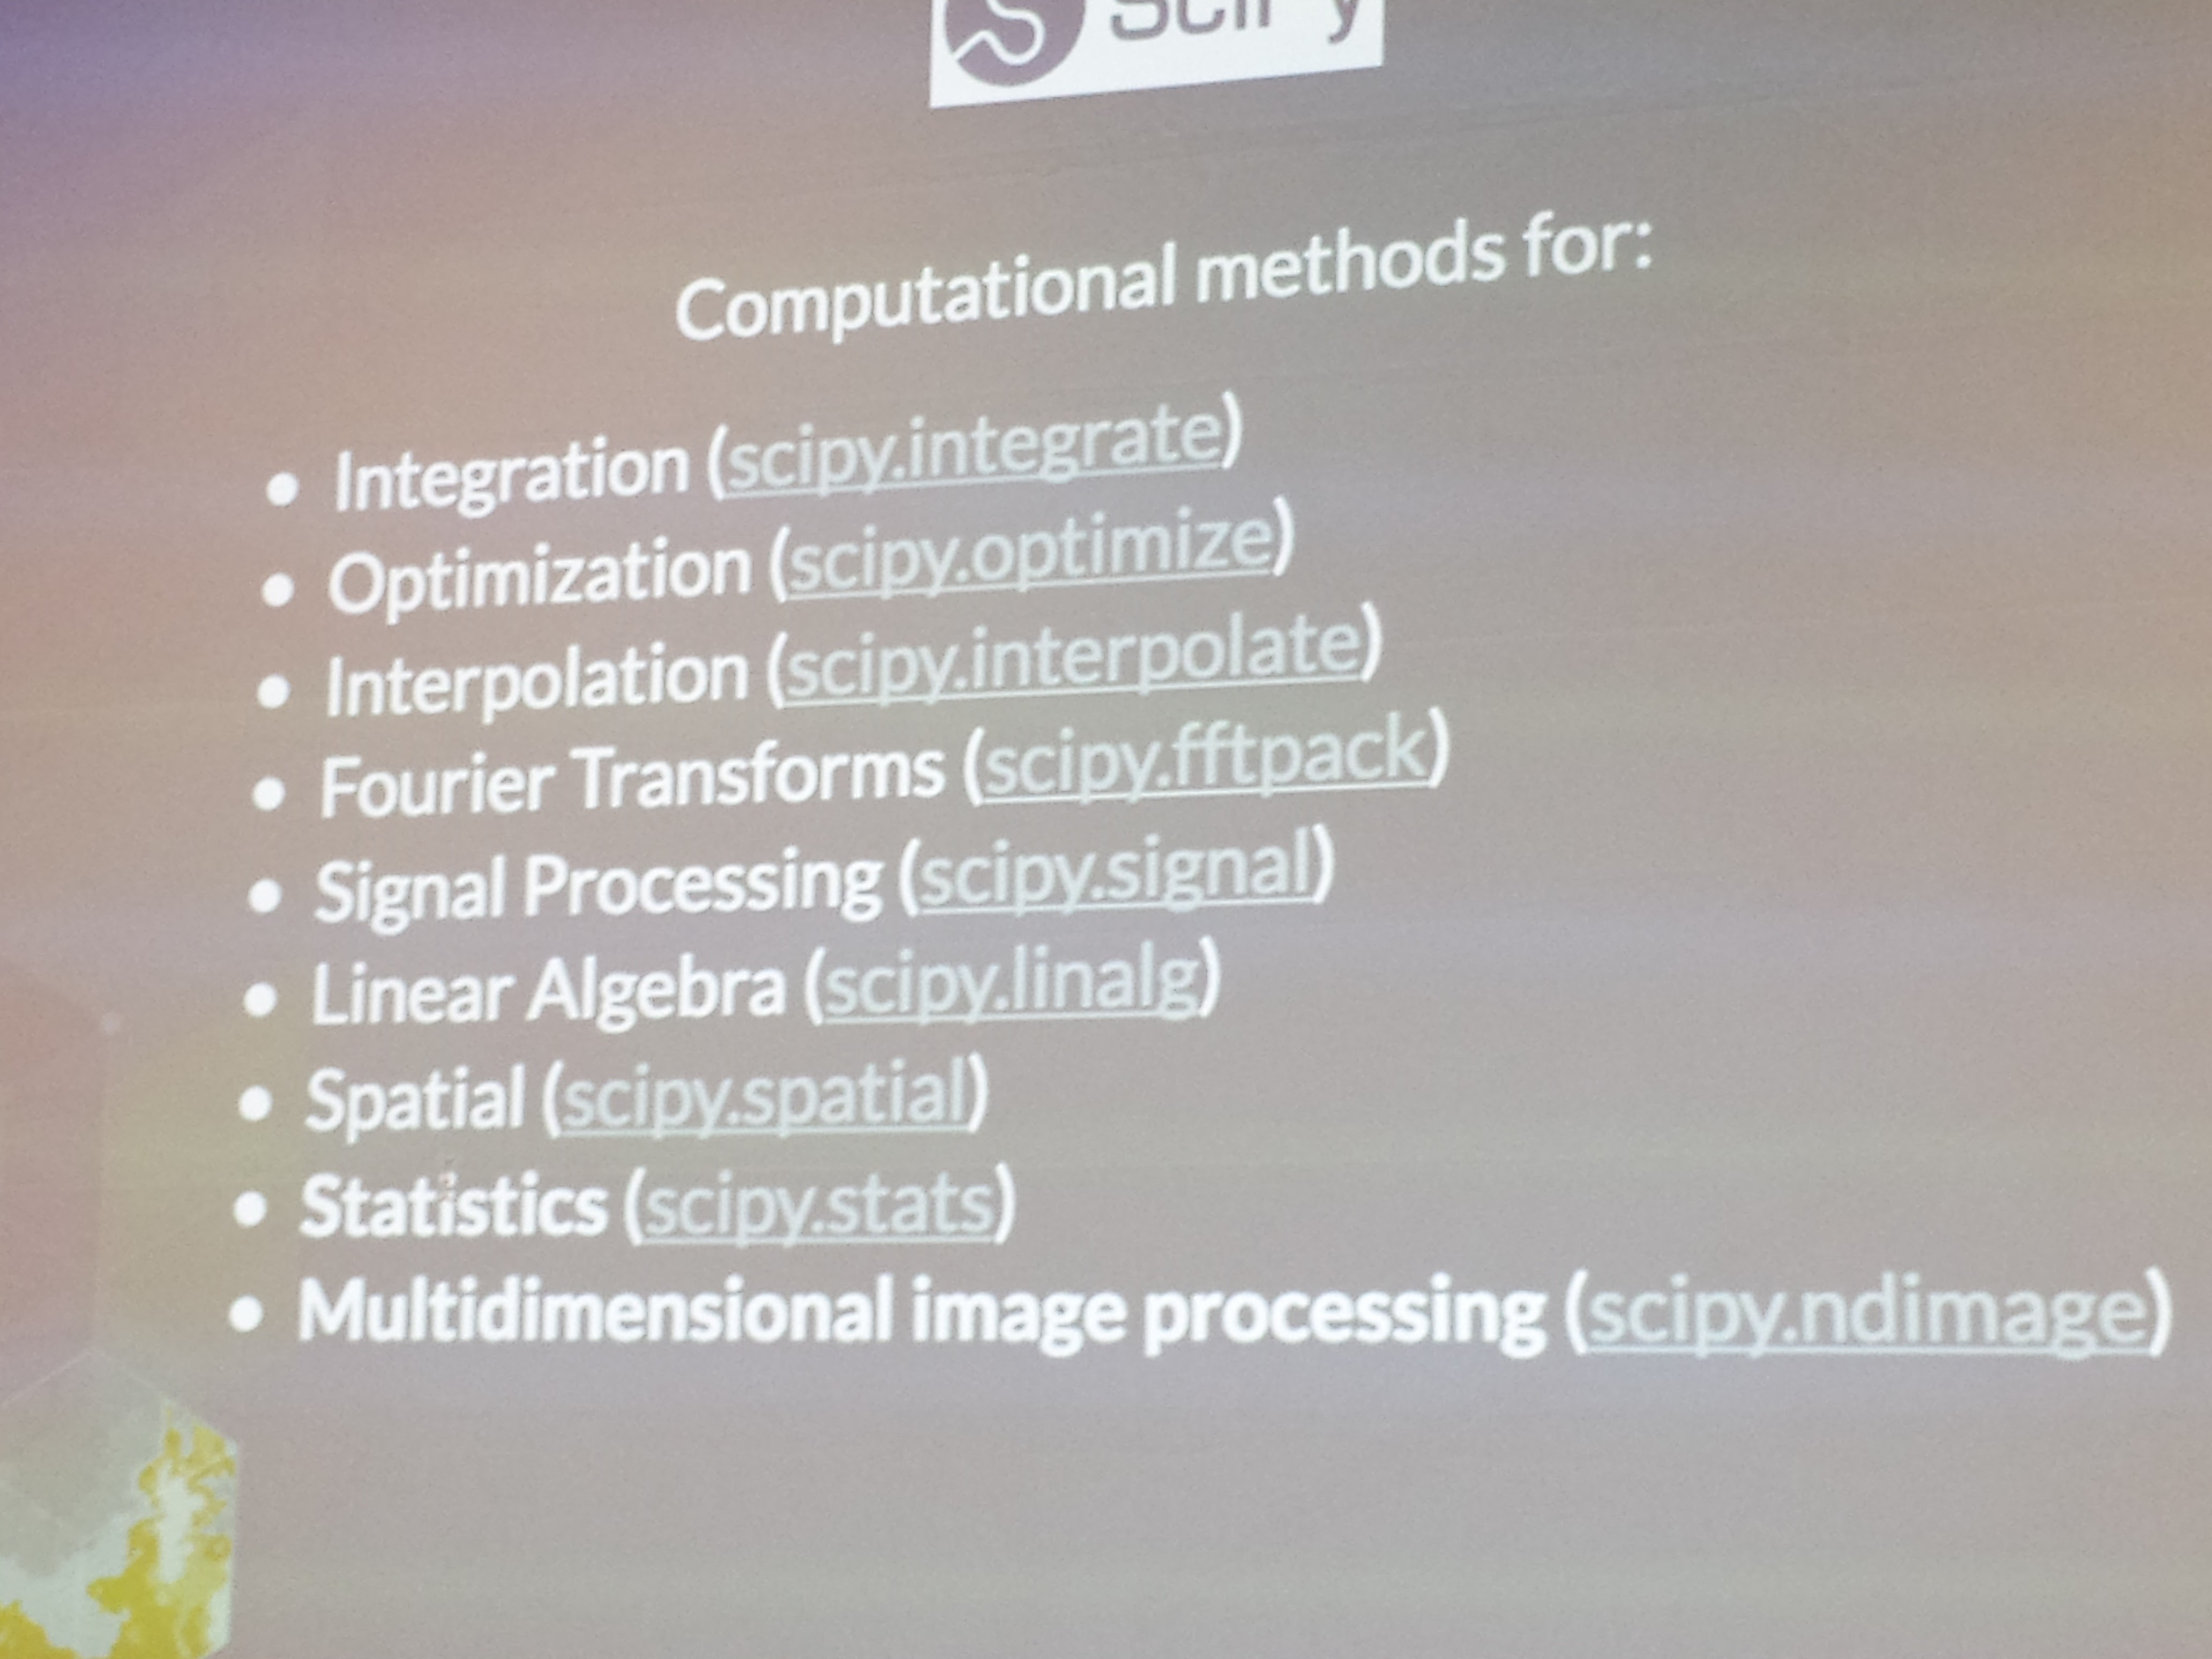 SciPy
Computational methods for:
• Integration (scipy.integrate)
• Optimization (scipy.optimize)
• Interpolation (scipy.interpolate)
• Fourier Transforms (scipy.fftpack)
• Signal Processing (scipy.signal)
• Linear Algebra (scipy.linalg)
• Spatial (scipy.spatial)
• Statistics (scipy.stats)
• Multidimensional image processing (scipy.ndimage)